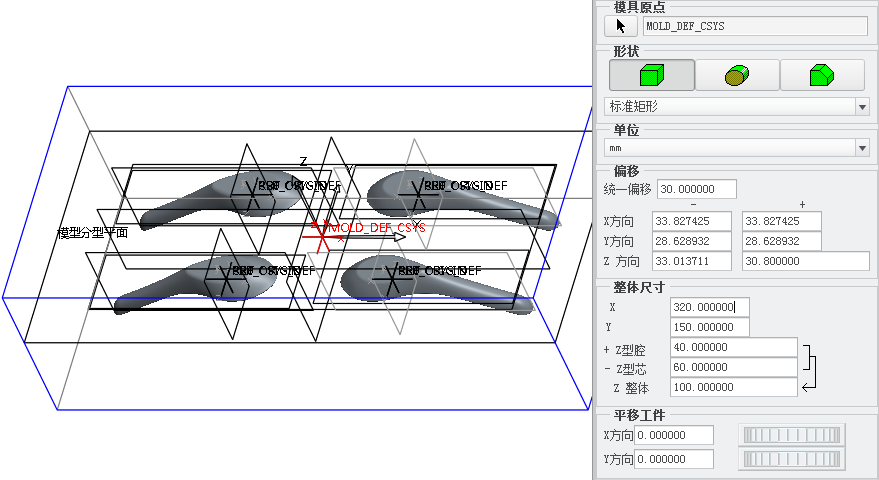 模具原点
MOLD_DEF_CSYS
形状
标准矩形
单位
mm
偏移
统一偏移 30.000000
- +
X方向 33.827425 33.827425
Y方向 28.628932 28.628932
Z 方向 33.013711 30.800000
整体尺寸
X 320.000000
Y 150.000000
+ Z型腔 40.000000
- Z型芯 60.000000
Z 整体 100.000000
平移工件
X方向 0.000000
Y方向 0.000000
Z
模型分型平面
MOLD_DEF_CSYS
X